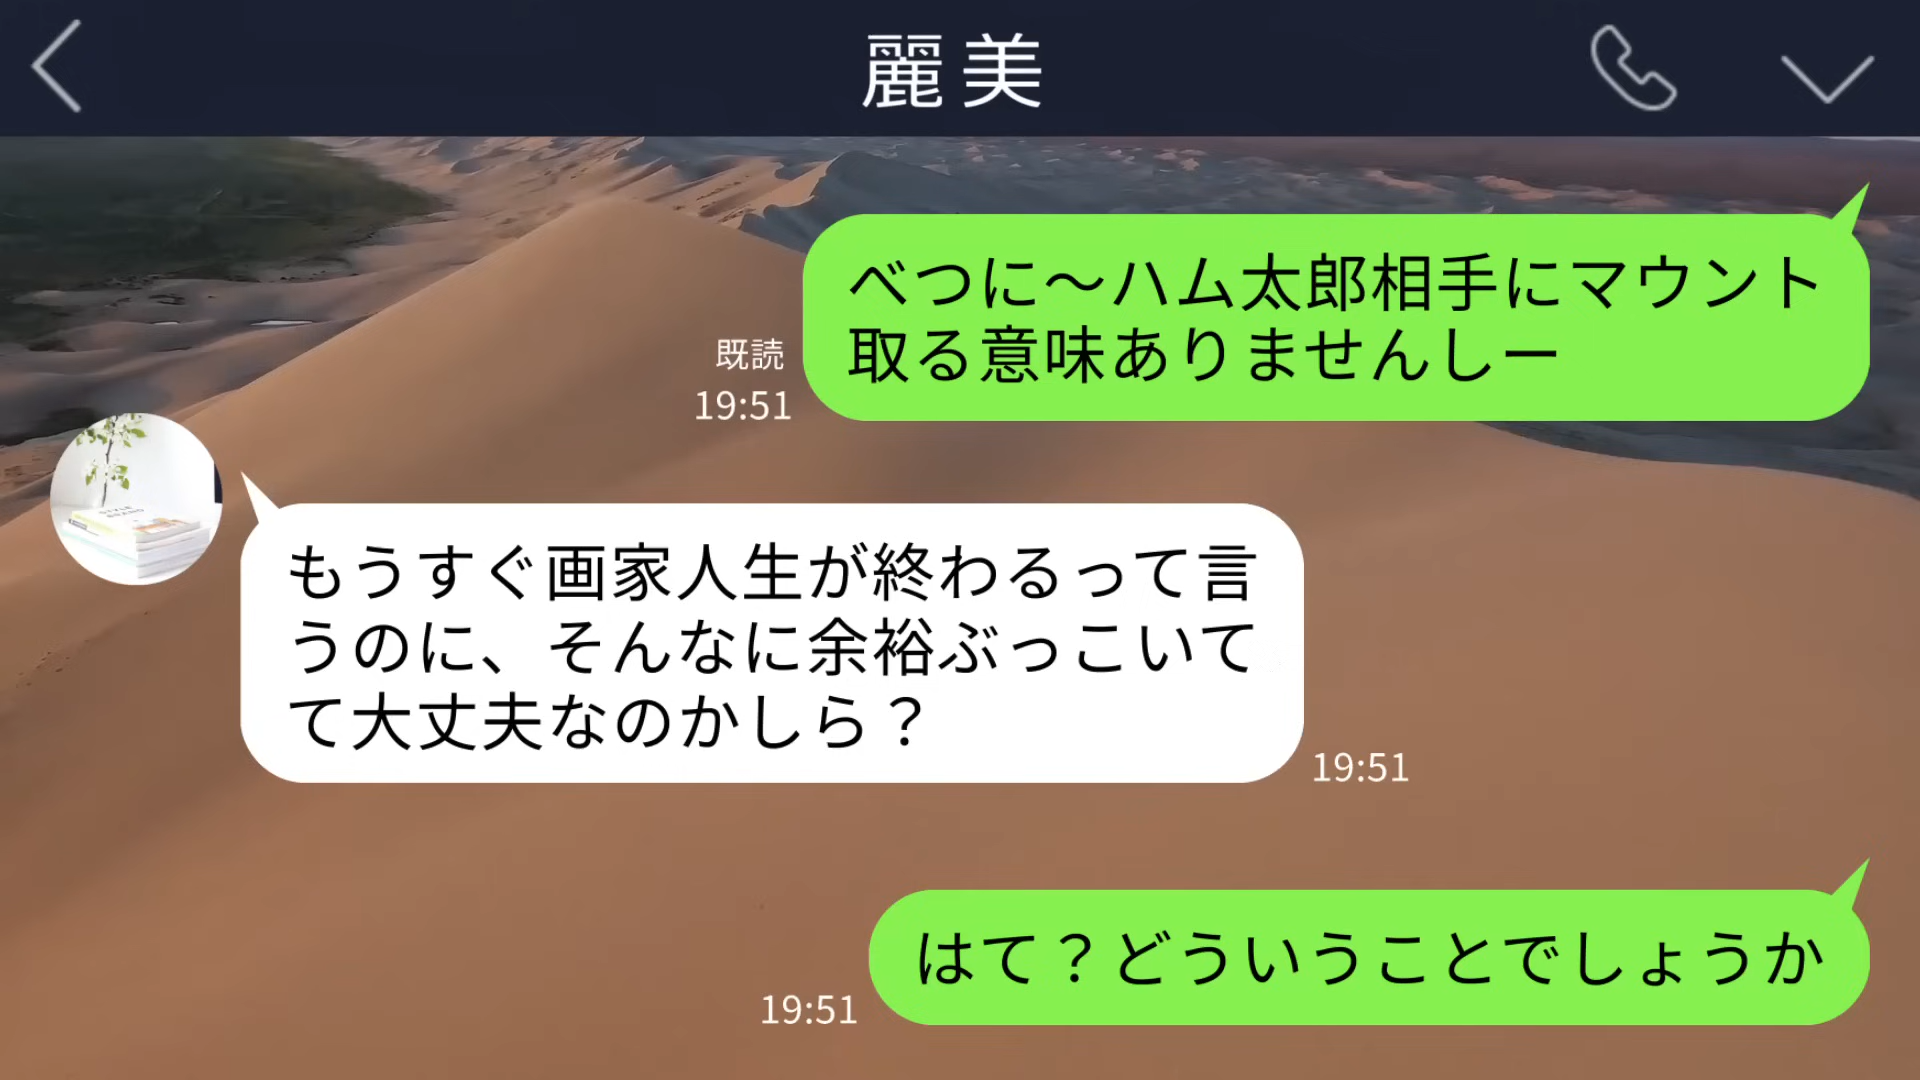 麗美
べつに～ハム太郎相手にマウント
取る意味ありませんしー
既読
19:51
もうすぐ画家人生が終わるって言
うのに、そんなに余裕ぶっこいて
て大丈夫なのかしら？
19:51
はて？どういうことでしょうか
19:51